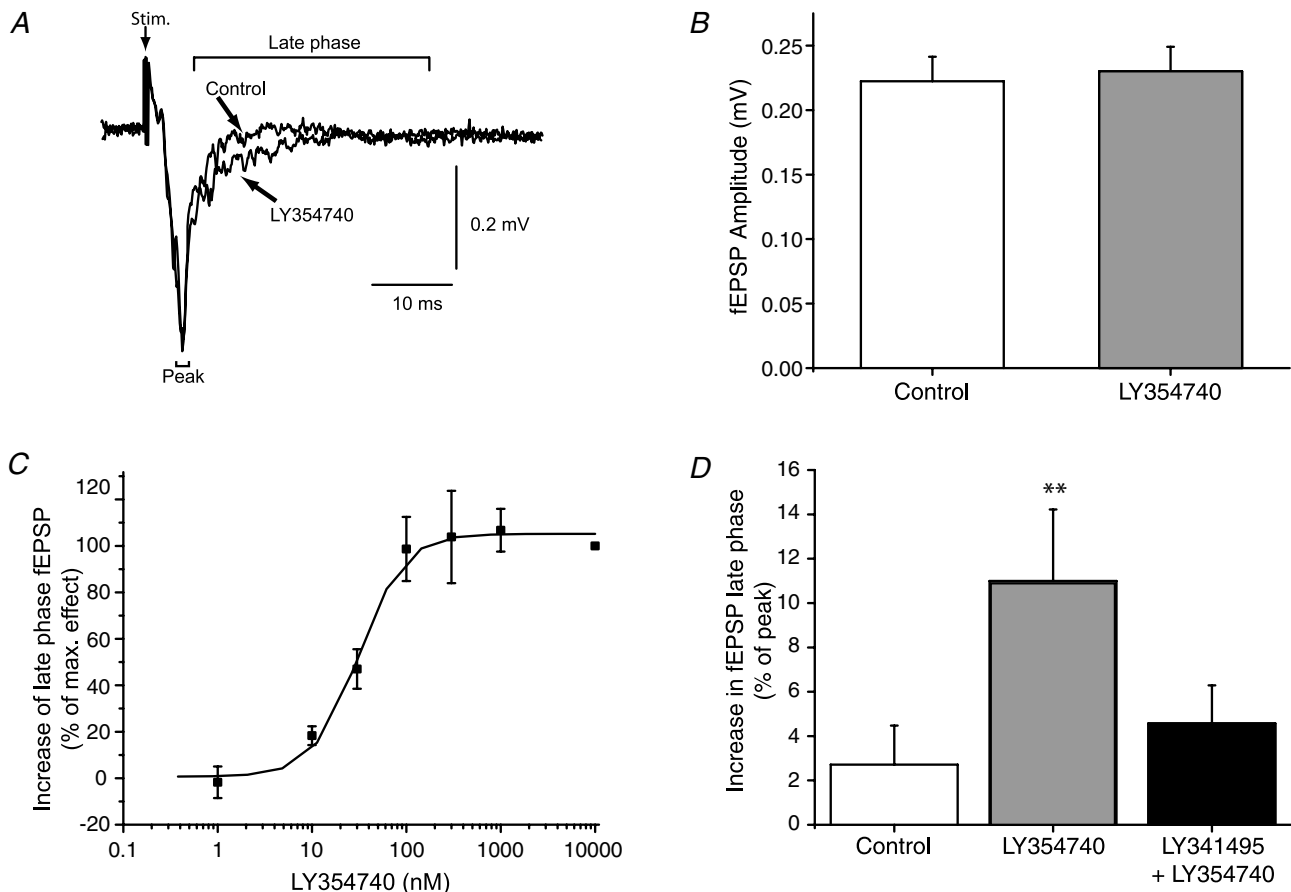 A
Stim.
Late phase
Control
LY354740
0.2 mV
10 ms
Peak
B
fEPSP Amplitude (mV)
0.25
0.20
0.15
0.10
0.05
0.00
Control
LY354740
C
Increase of late phase fEPSP
(% of max. effect)
120
100
80
60
40
20
0
-20
0.1
1
10
100
1000
10000
LY354740 (nM)
D
Increase in fEPSP late phase
(% of peak)
16
14
12
10
8
6
4
2
0
**
Control
LY354740
LY341495
+ LY354740